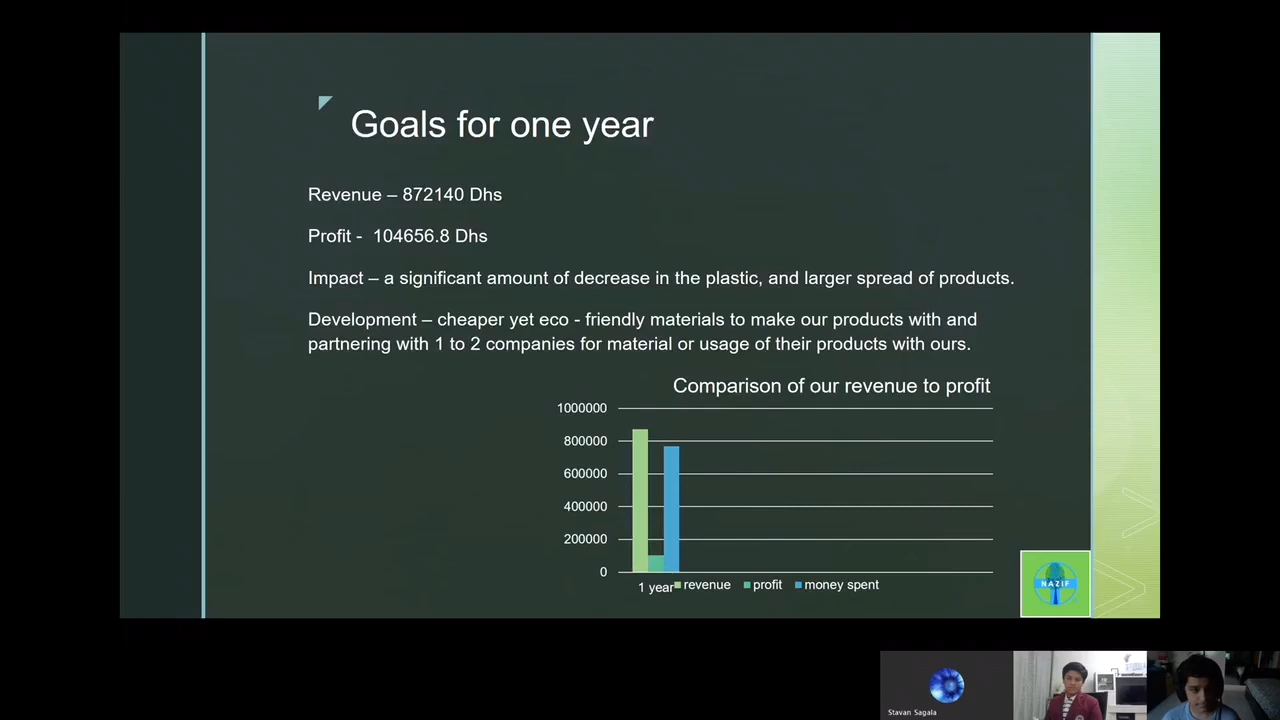 Goals for one year
Revenue – 872140 Dhs
Profit - 104656.8 Dhs
Impact – a significant amount of decrease in the plastic, and larger spread of products.
Development – cheaper yet eco - friendly materials to make our products with and
partnering with 1 to 2 companies for material or usage of their products with ours.
Comparison of our revenue to profit
1000000
800000
600000
400000
200000
0
1 year
revenue profit money spent
NAZIF
Stavan Sagala